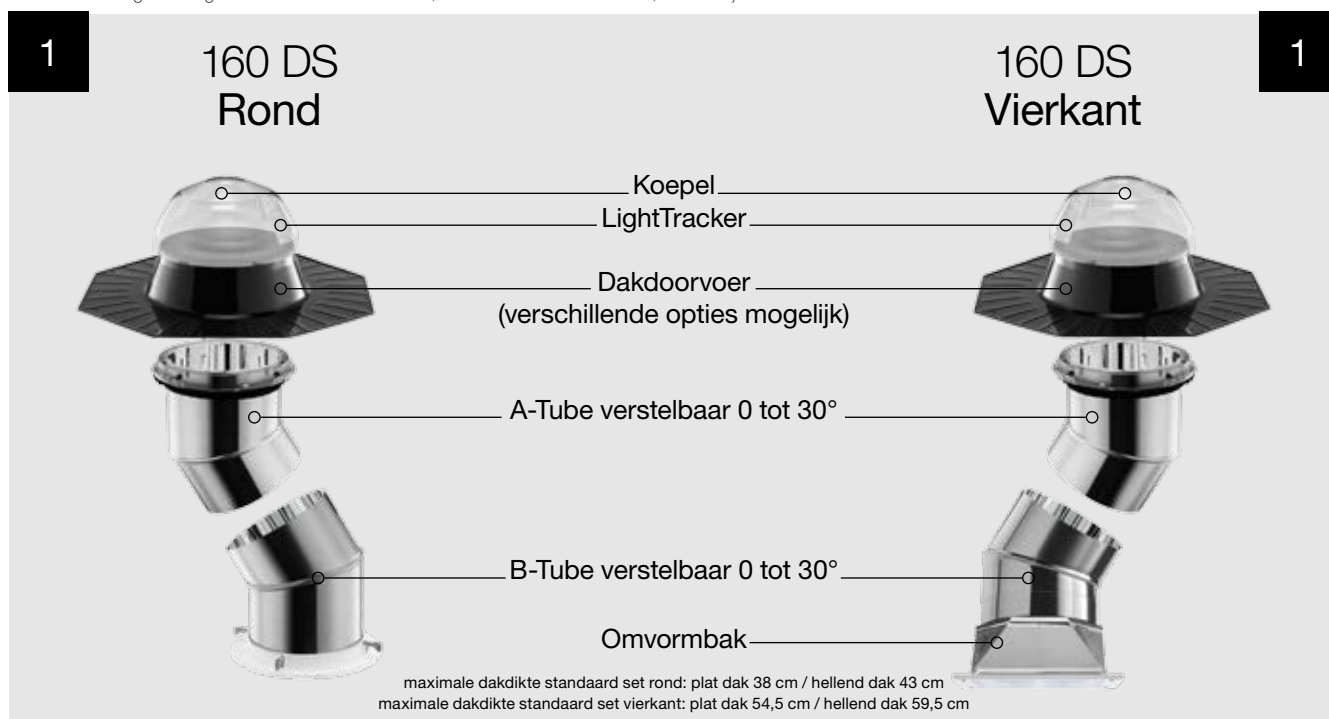 1
160 DS
Rond
160 DS
Vierkant
1
Koepel
LightTracker
Dakdoorvoer
(verschillende opties mogelijk)
A-Tube verstelbaar 0 tot 30°
B-Tube verstelbaar 0 tot 30°
Omvormbak
maximale dakdikte standaard set rond: plat dak 38 cm / hellend dak 43 cm
maximale dakdikte standaard set vierkant: plat dak 54,5 cm / hellend dak 59,5 cm